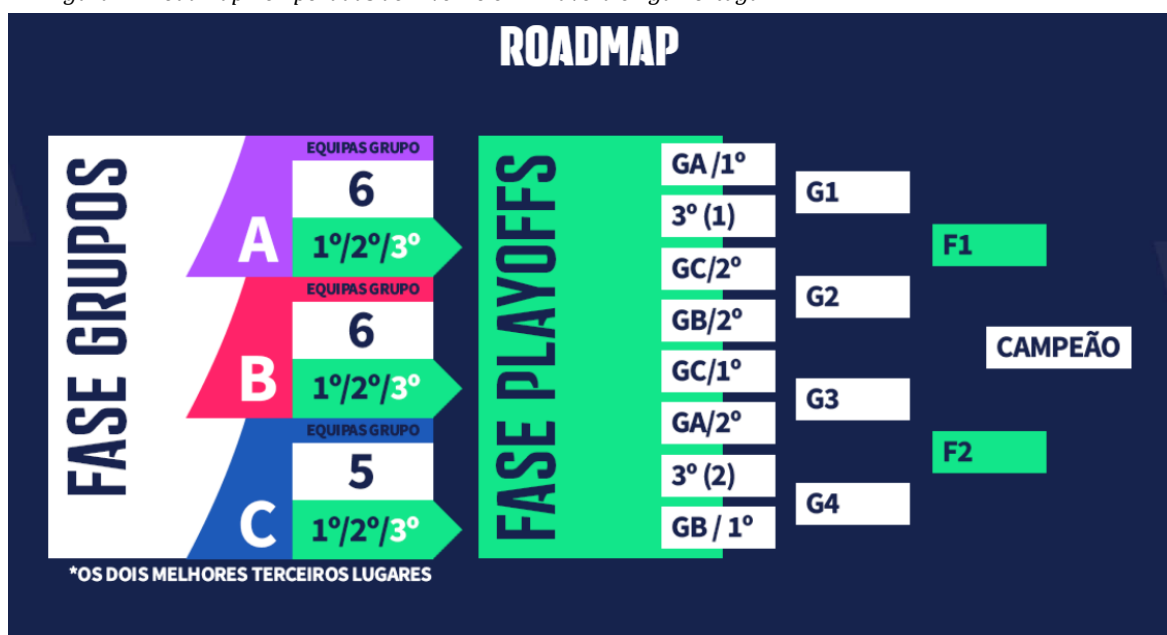 ROADMAP
FASE GRUPOS
A
EQUIPAS GRUPO
6
1º/2º/3º
B
EQUIPAS GRUPO
6
1º/2º/3º
C
EQUIPAS GRUPO
5
1º/2º/3º
*OS DOIS MELHORES TERCEIROS LUGARES
FASE PLAYOFFS
GA /1º
3º (1)
GC/2º
GB/2º
GC/1º
GA/2º
3º (2)
GB / 1º
G1
G2
G3
G4
F1
F2
CAMPEÃO